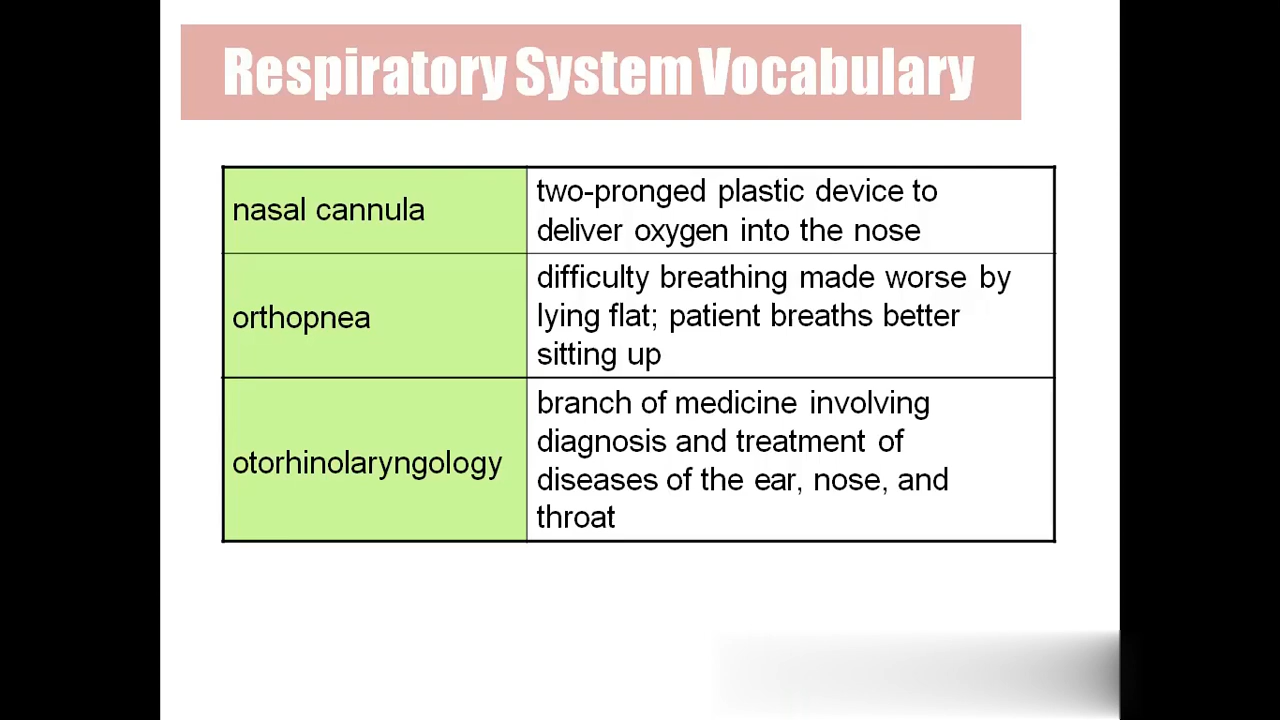 Respiratory System Vocabulary
nasal cannula
two-pronged plastic device to
deliver oxygen into the nose
orthopnea
difficulty breathing made worse by
lying flat; patient breaths better
sitting up
otorhinolaryngology
branch of medicine involving
diagnosis and treatment of
diseases of the ear, nose, and
throat